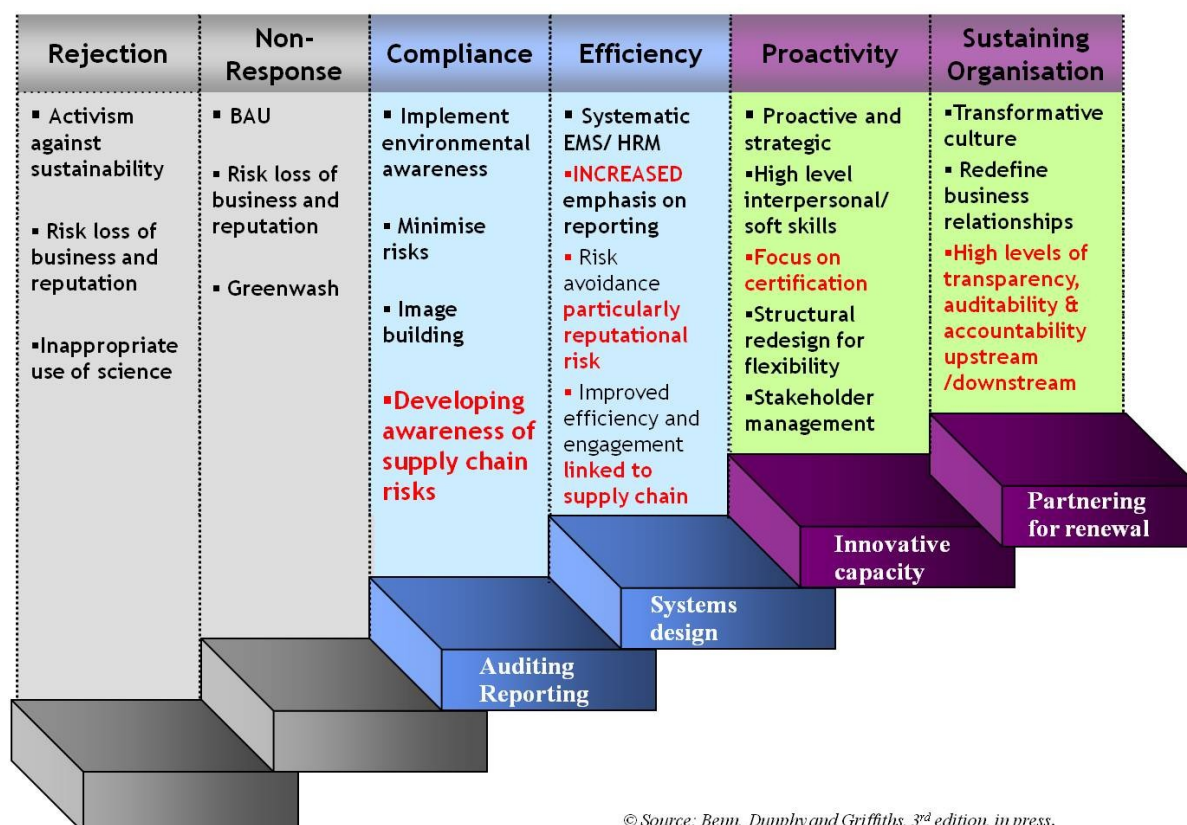 Rejection
▪ Activism
against
sustainability
▪ Risk loss of
business and
reputation
▪Inappropriate
use of science
Non-
Response
▪ BAU
▪ Risk loss of
business and
reputation
▪ Greenwash
Compliance
▪ Implement
environmental
awareness
▪ Minimise
risks
▪ Image
building
▪Developing
awareness of
supply chain
risks
Auditing
Reporting
Efficiency
▪ Systematic
EMS/ HRM
▪INCREASED
emphasis on
reporting
▪ Risk
avoidance
particularly
reputational
risk
▪ Improved
efficiency and
engagement
linked to
supply chain
Systems
design
Proactivity
▪ Proactive and
strategic
▪High level
interpersonal/
soft skills
▪Focus on
certification
▪Structural
redesign for
flexibility
▪Stakeholder
management
Innovative
capacity
Sustaining
Organisation
▪Transformative
culture
▪ Redefine
business
relationships
▪High levels of
transparency,
auditability &
accountability
upstream
/downstream
Partnering
for renewal
© Source: Benn, Dunphy and Griffiths, 3rd edition, in press.